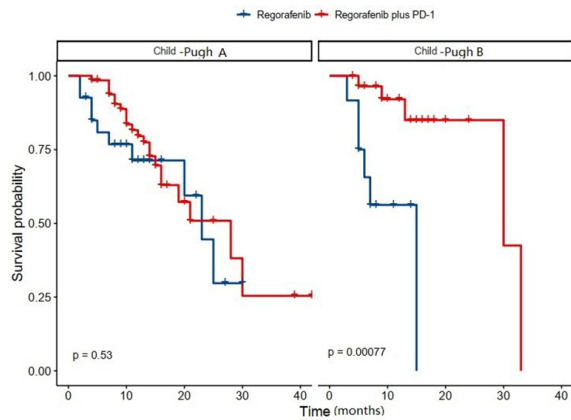 Regorafenib Regorafenib plus PD-1
Child -Pugh A
Child -Pugh B
Survival probability
1.00
0.75
0.50
0.25
0.00
p = 0.53
p = 0.00077
0 10 20 30 40
0 10 20 30 40
Time (months)